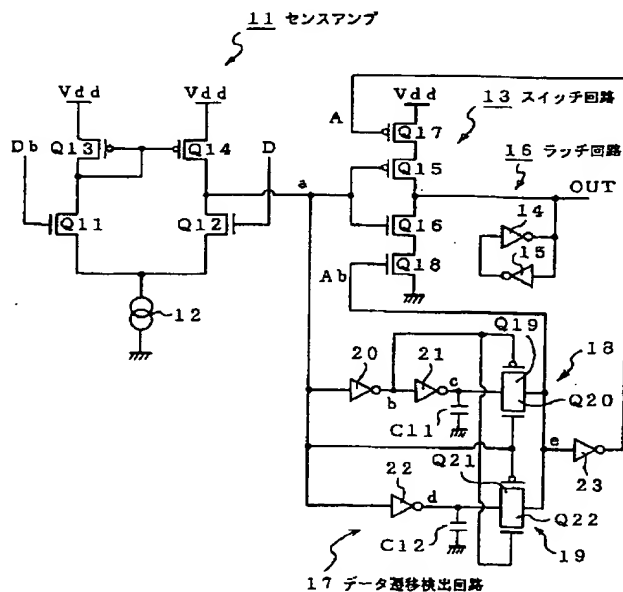 11 センスアンプ
Vdd
Vdd
Vdd
A
13 スイッチ回路
Q17
Db
Q13
Q14
D
Q15
16 ラッチ回路
OUT
a
14
Q11
Q12
Q16
15
Ab
Q18
12
Q19
18
20
21
c
b
Q20
C11
e
Q21
23
22
d
Q22
C12
19
17 データ遷移検出回路